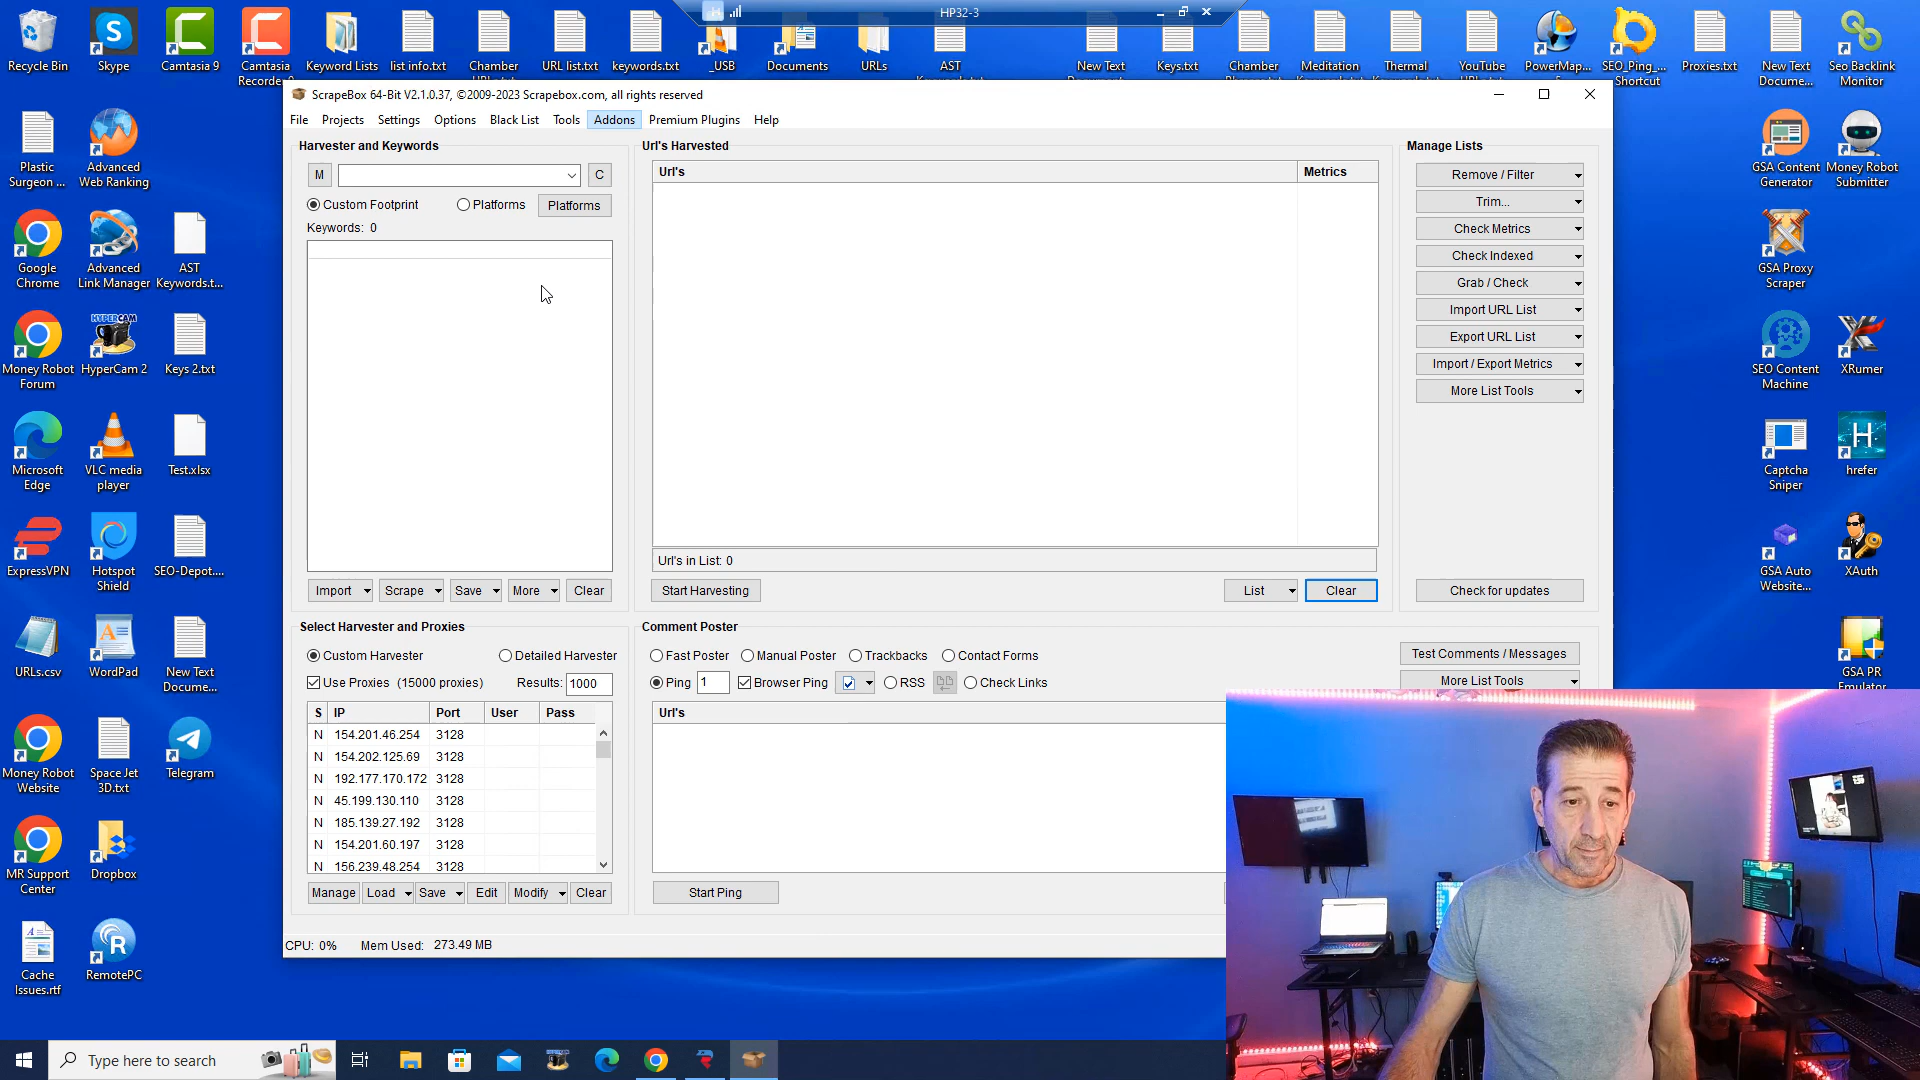 HP32-3
Recycle Bin
Skype
Camtasia 9
Camtasia
Recorder 9
Keyword Lists
list info.txt
Chamber
URL list.txt
keywords.txt
_USB
Documents
URLs
AST
New Text
Keys.txt
Chamber
Meditation
Thermal
YouTube
PowerMap...
SEO_Ping_...
Shortcut
Proxies.txt
New Text
Docume...
Seo Backlink
Monitor
ScrapeBox 64-Bit V2.1.0.37, ©2009-2023 Scrapebox.com, all rights reserved
File Projects Settings Options Black List Tools Addons Premium Plugins Help
Harvester and Keywords
M
C
Custom Footprint
Platforms
Platforms
Keywords: 0
Import
Scrape
Save
More
Clear
Url's Harvested
Url's
Metrics
Url's in List: 0
Start Harvesting
List
Clear
Manage Lists
Remove / Filter
Trim...
Check Metrics
Check Indexed
Grab / Check
Import URL List
Export URL List
Import / Export Metrics
More List Tools
Check for updates
Select Harvester and Proxies
Custom Harvester
Detailed Harvester
Use Proxies (15000 proxies)
Results: 1000
S IP Port User Pass
N 154.201.46.254 3128
N 154.202.125.69 3128
N 192.177.170.172 3128
N 45.199.130.110 3128
N 185.139.27.192 3128
N 154.201.60.197 3128
N 156.239.48.254 3128
Manage
Load
Save
Edit
Modify
Clear
Comment Poster
Fast Poster
Manual Poster
Trackbacks
Contact Forms
Ping 1
Browser Ping
RSS
Check Links
Test Comments / Messages
More List Tools
Url's
Start Ping
CPU: 0% Mem Used: 273.49 MB
Plastic
Surgeon ...
Advanced
Web Ranking
Google
Chrome
Advanced
Link Manager
AST
Keywords.t...
Money Robot
Forum
HyperCam 2
Keys 2.txt
Microsoft
Edge
VLC media
player
Test.xlsx
ExpressVPN
Hotspot
Shield
SEO-Depot....
URLs.csv
WordPad
New Text
Docume...
Money Robot
Website
Space Jet
3D.txt
Telegram
MR Support
Center
Dropbox
Cache
Issues.rtf
RemotePC
GSA Content
Generator
Money Robot
Submitter
GSA Proxy
Scraper
SEO Content
Machine
XRumer
Captcha
Sniper
hrefer
GSA Auto
Website...
XAuth
GSA PR
Emulator
Type here to search